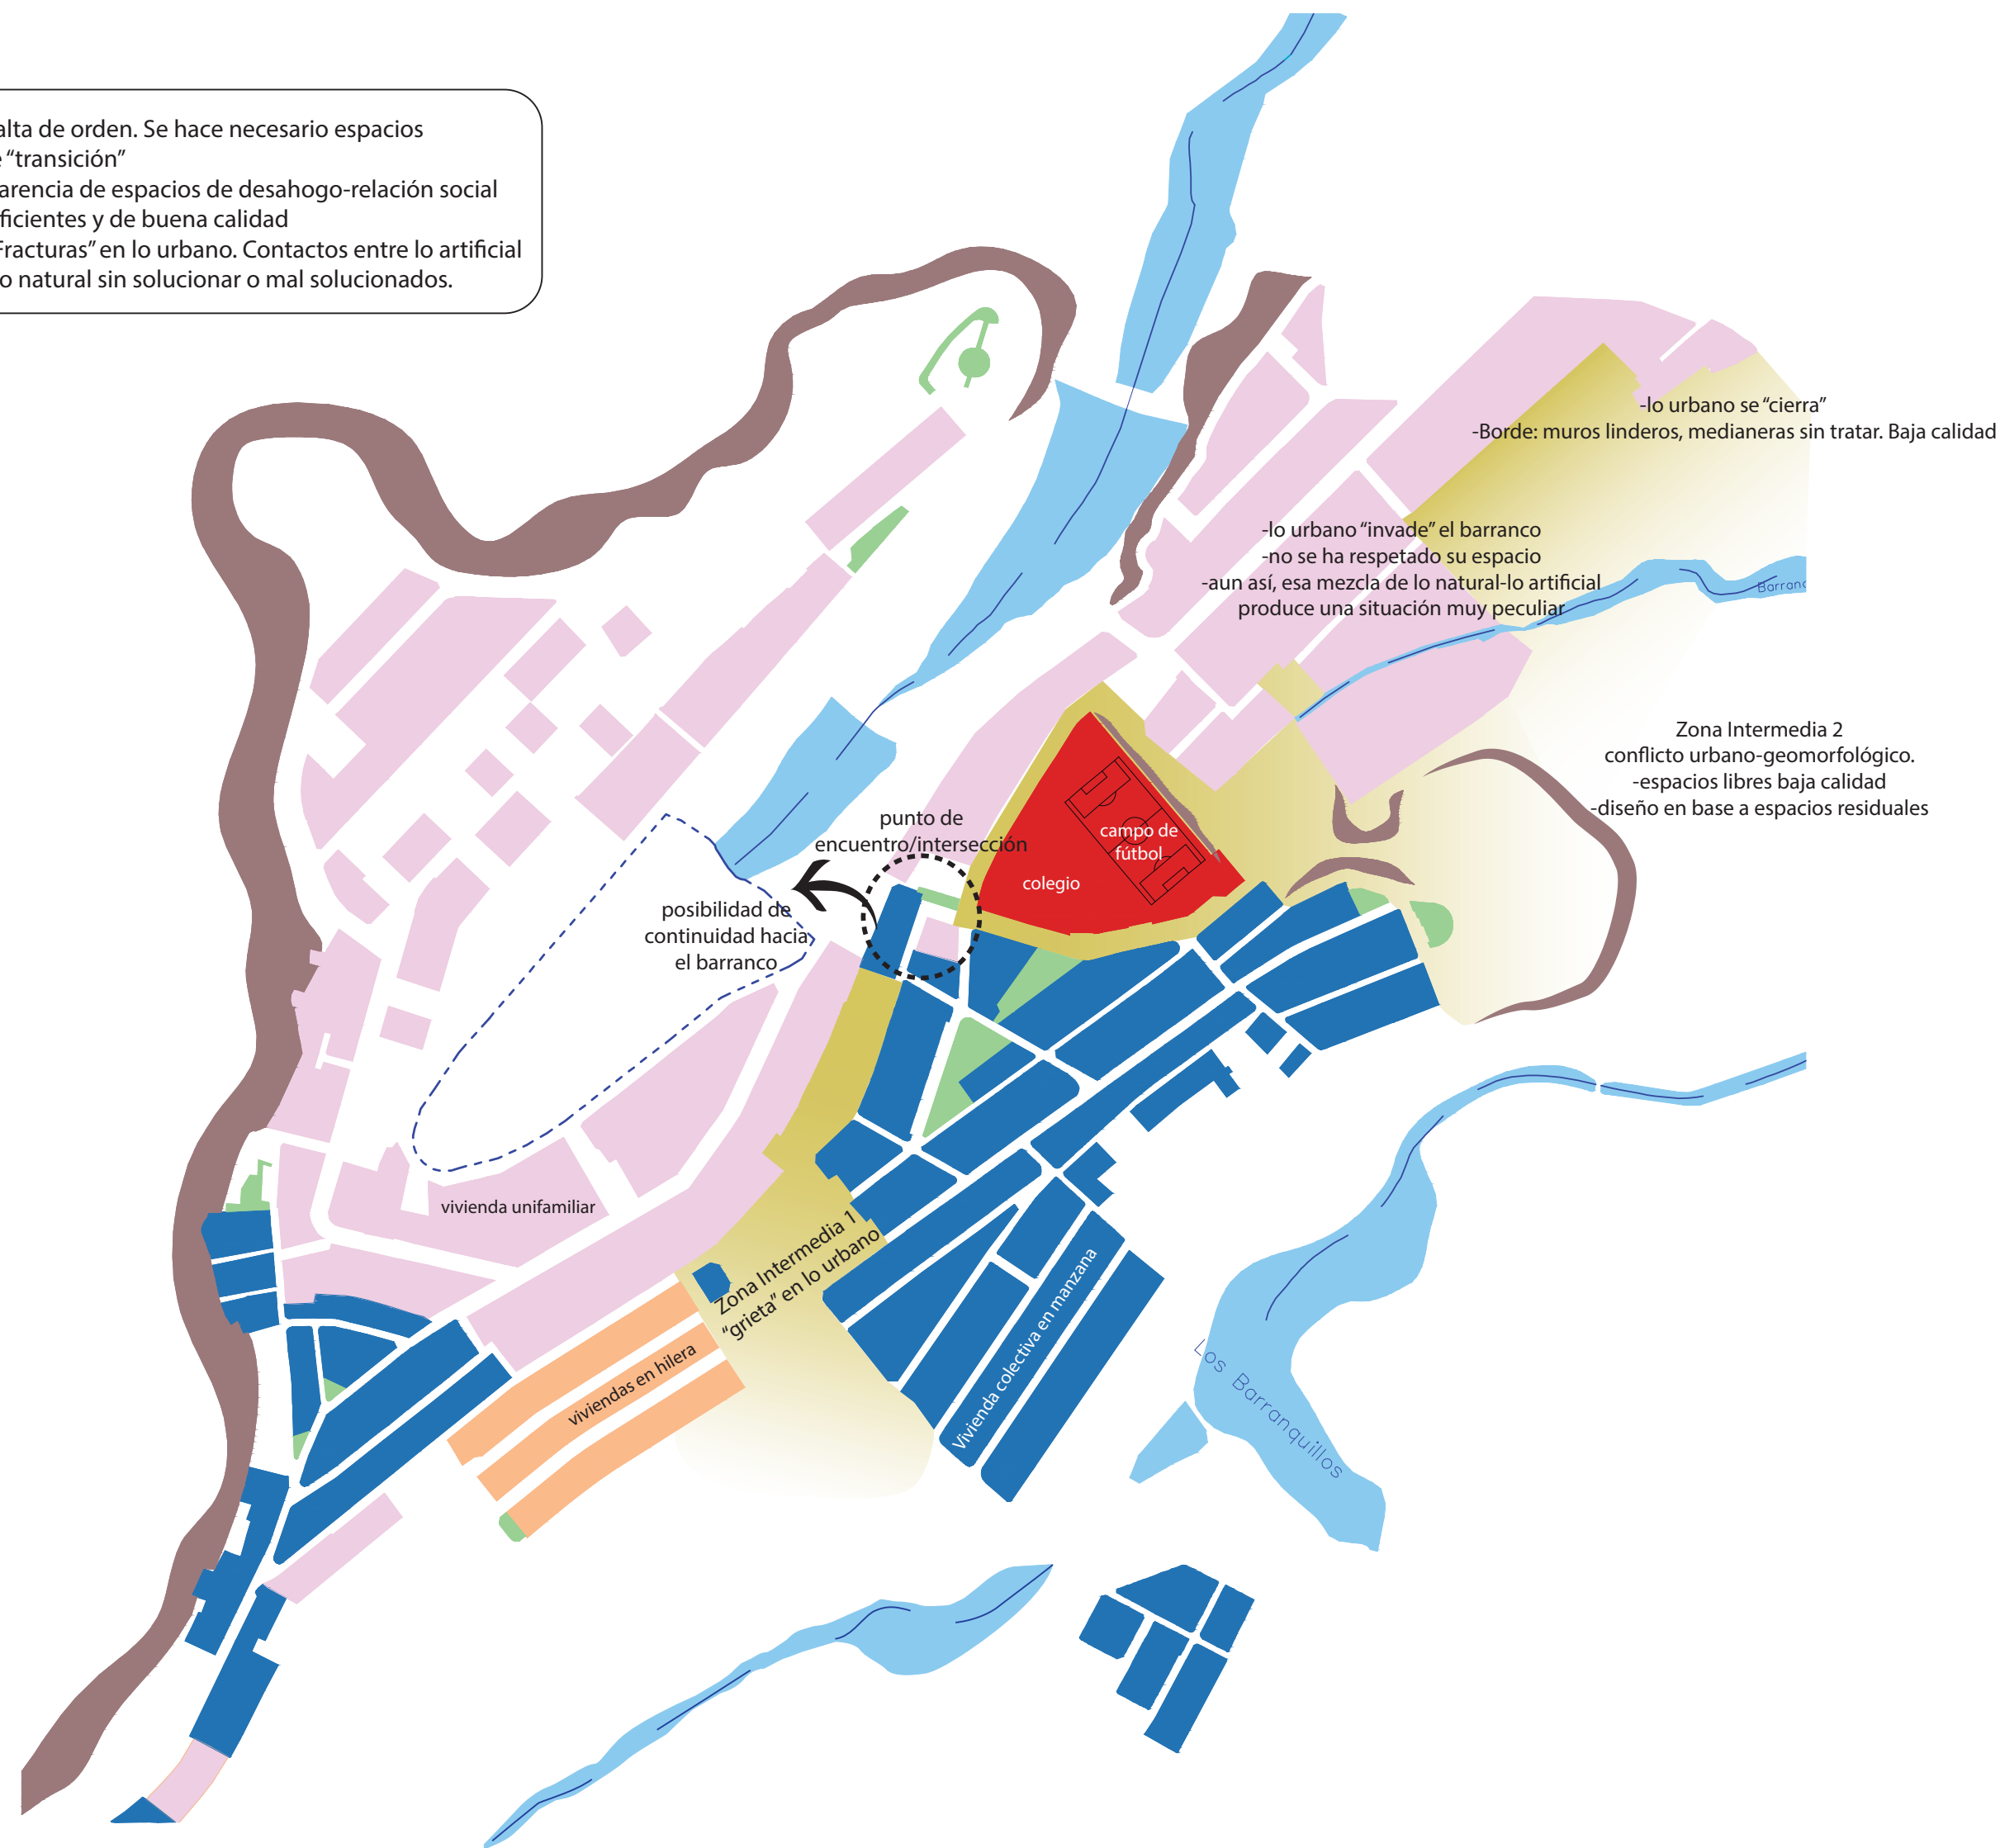 alta de orden. Se hace necesario espacios
e “transición”
arencia de espacios de desahogo-relación social
ficientes y de buena calidad
Fracturas” en lo urbano. Contactos entre lo artificial
o natural sin solucionar o mal solucionados.
-lo urbano se “cierra”
-Borde: muros linderos, medianeras sin tratar. Baja calidad
-lo urbano “invade” el barranco
-no se ha respetado su espacio
-aun así, esa mezcla de lo natural-lo artificial
produce una situación muy peculiar
Barranc
Zona Intermedia 2
conflicto urbano-geomorfológico.
-espacios libres baja calidad
-diseño en base a espacios residuales
punto de
encuentro/intersección
campo de
fútbol
colegio
posibilidad de
continuidad hacia
el barranco
vivienda unifamiliar
Zona Intermedia 1
“grieta” en lo urbano
viviendas en hilera
Vivienda colectiva en manzana
Los Barranquillos